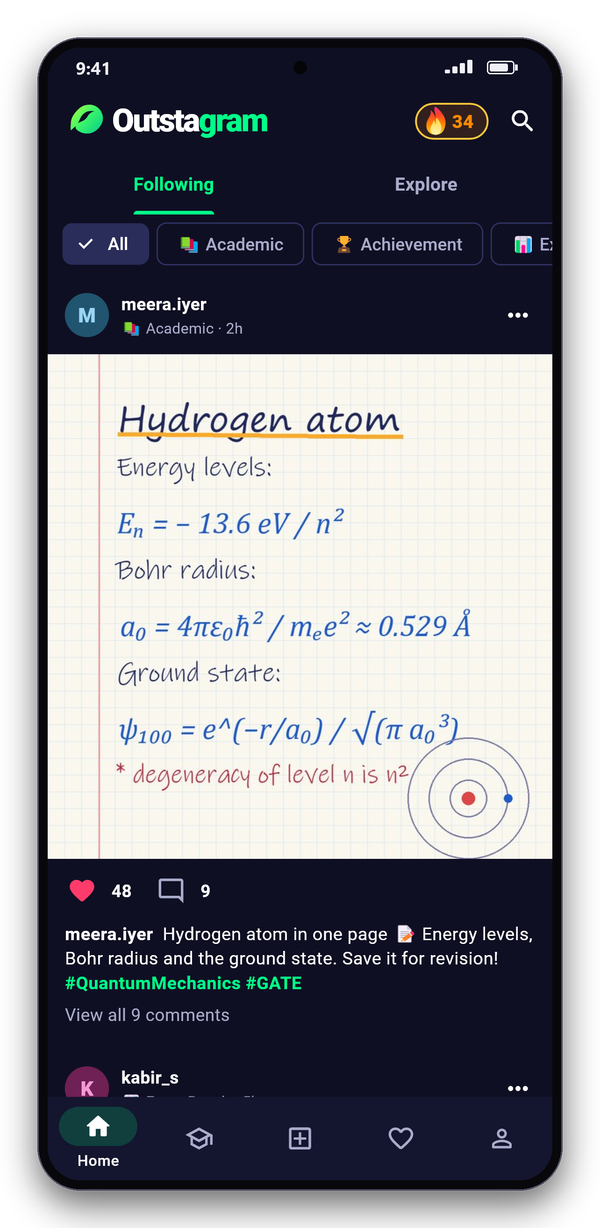 9:41
Outstagram
34
Following
Explore
All
Academic
Achievement
meera.iyer
Academic · 2h
Hydrogen atom
Energy levels:
Eₙ = − 13.6 eV / n²
Bohr radius:
a₀ = 4πε₀ħ² / mₑe² ≈ 0.529 Å
Ground state:
ψ₁₀₀ = e^(−r/a₀) / √(π a₀³)
* degeneracy of level n is n²
48
9
meera.iyer Hydrogen atom in one page 📝 Energy levels,
Bohr radius and the ground state. Save it for revision!
#QuantumMechanics #GATE
View all 9 comments
K
kabir_s
Home